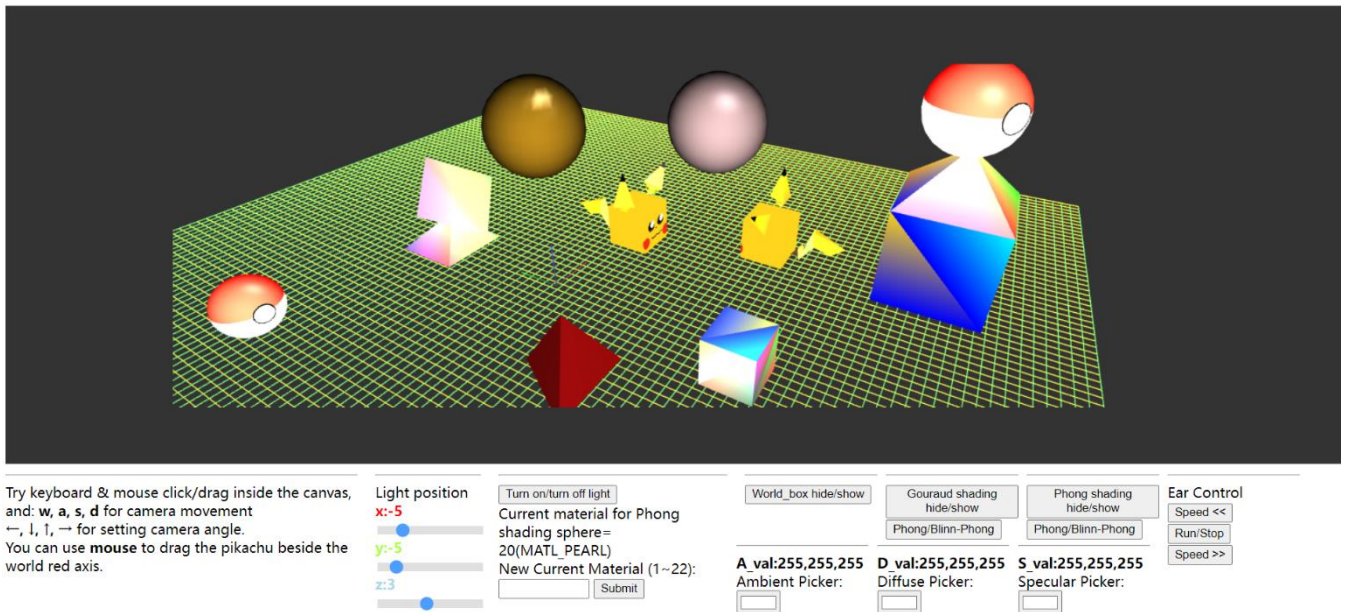 Try keyboard & mouse click/drag inside the canvas,
and: w, a, s, d for camera movement
←, ↓, ↑, → for setting camera angle.
You can use mouse to drag the pikachu beside the
world red axis.
Light position
x:-5
y:-5
z:3
Turn on/turn off light
Current material for Phong
shading sphere=
20(MATL_PEARL)
New Current Material (1~22):
Submit
World_box hide/show
Gouraud shading
hide/show
Phong/Blinn-Phong
Phong shading
hide/show
Phong/Blinn-Phong
A_val:255,255,255
Ambient Picker:
D_val:255,255,255
Diffuse Picker:
S_val:255,255,255
Specular Picker:
Ear Control
Speed <<
Run/Stop
Speed >>